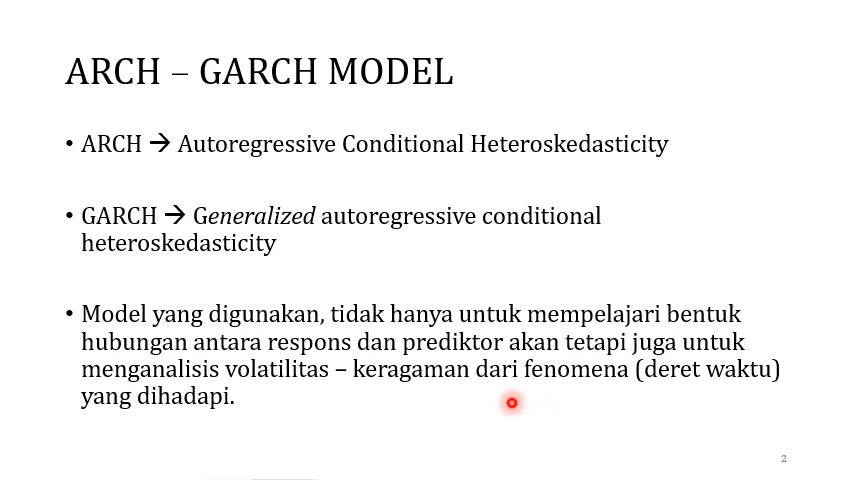 ARCH – GARCH MODEL
• ARCH → Autoregressive Conditional Heteroskedasticity
• GARCH → Generalized autoregressive conditional
heteroskedasticity
• Model yang digunakan, tidak hanya untuk mempelajari bentuk
hubungan antara respons dan prediktor akan tetapi juga untuk
menganalisis volatilitas – keragaman dari fenomena (deret waktu)
yang dihadapi.
2